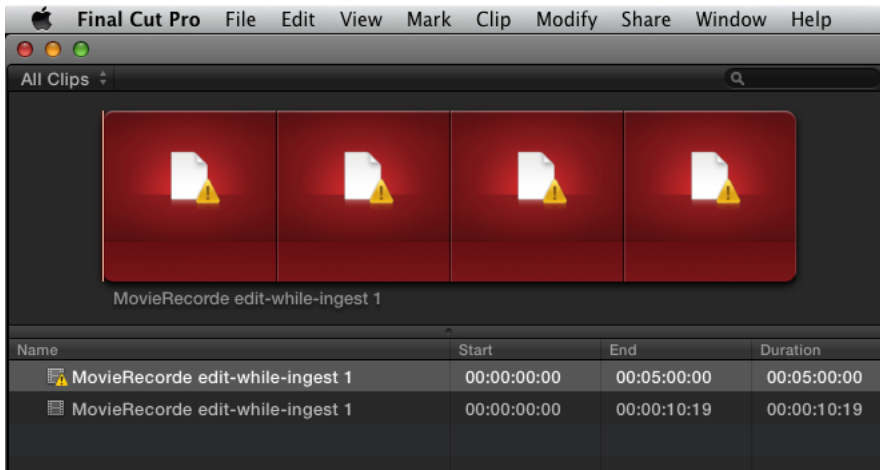 Final Cut Pro File Edit View Mark Clip Modify Share Window Help
All Clips
MovieRecorde edit-while-ingest 1
Name Start End Duration
MovieRecorde edit-while-ingest 1 00:00:00:00 00:05:00:00 00:05:00:00
MovieRecorde edit-while-ingest 1 00:00:00:00 00:00:10:19 00:00:10:19